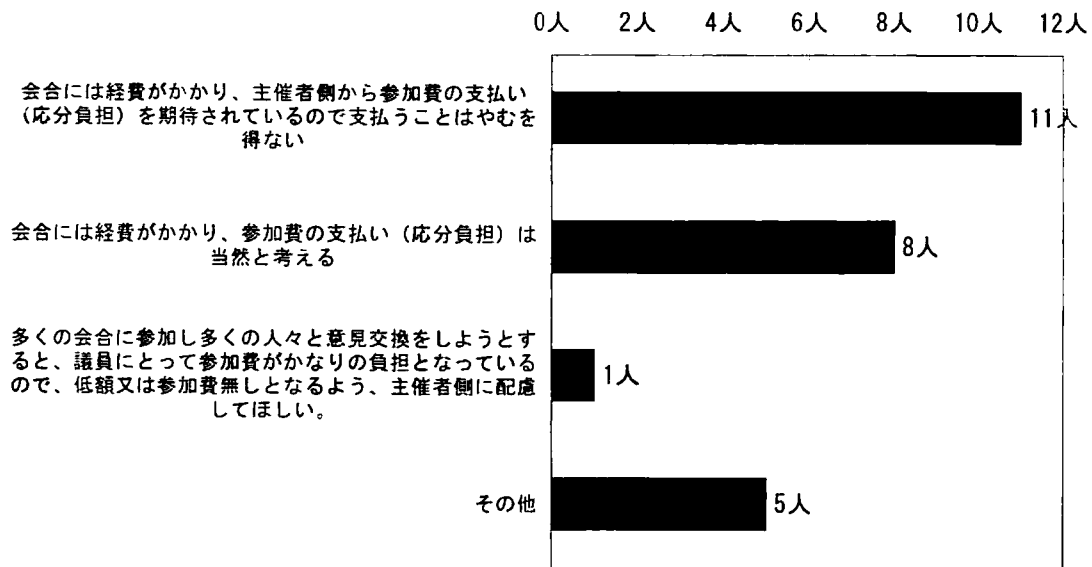 0人 2人 4人 6人 8人 10人 12人
会合には経費がかかり、主催者側から参加費の支払い
（応分負担）を期待されているので支払うことはやむを
得ない
11人
会合には経費がかかり、参加費の支払い（応分負担）は
当然と考える
8人
多くの会合に参加し多くの人々と意見交換をしようとす
ると、議員にとって参加費がかなりの負担となっている
ので、低額又は参加費無しとなるよう、主催者側に配慮
してほしい。
1人
その他
5人